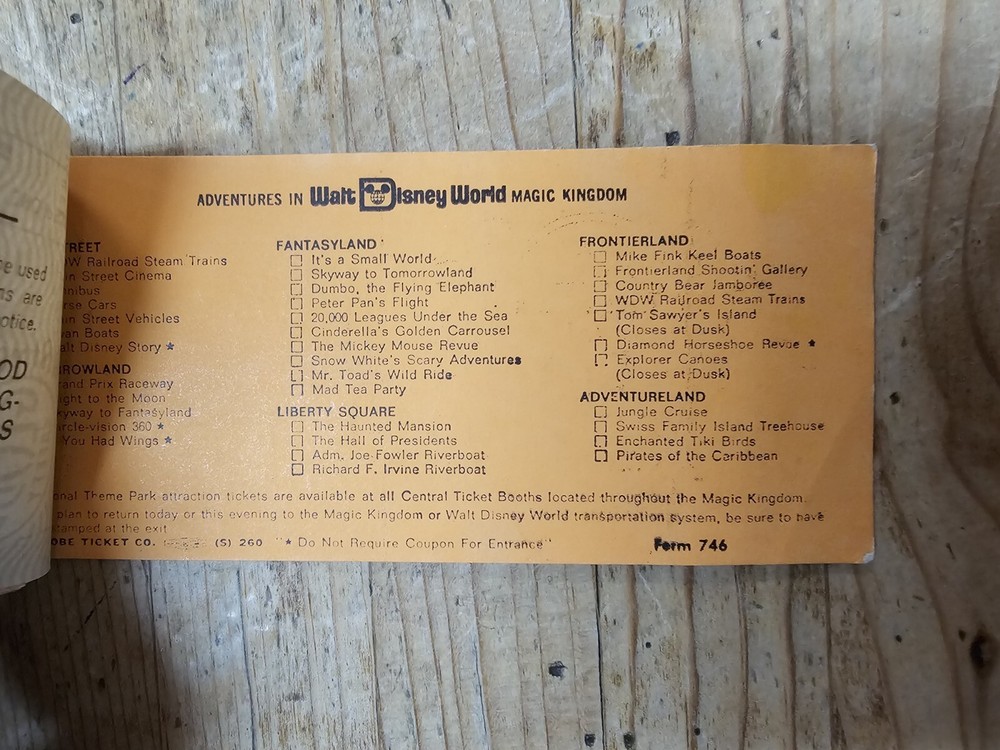 ADVENTURES IN Walt Disney World MAGIC KINGDOM
REET
W Railroad Steam Trains
n Street Cinema
nibus
rse Cars
n Street Vehicles
an Boats
alt Disney Story *
ROWLAND
and Prix Raceway
ght to the Moon
kyway to Fantasyland
rcle-vision 360 *
You Had Wings *
FANTASYLAND
It's a Small World
Skyway to Tomorrowland
Dumbo, the Flying Elephant
Peter Pan's Flight
20,000 Leagues Under the Sea
Cinderella's Golden Carrousel
The Mickey Mouse Revue
Snow White's Scary Adventures
Mr. Toad's Wild Ride
Mad Tea Party
LIBERTY SQUARE
The Haunted Mansion
The Hall of Presidents
Adm. Joe Fowler Riverboat
Richard F. Irvine Riverboat
FRONTIERLAND
Mike Fink Keel Boats
Frontierland Shootin' Gallery
Country Bear Jamboree
WDW Railroad Steam Trains
Tom Sawyer's Island
(Closes at Dusk)
Diamond Horseshoe Revue *
Explorer Canoes
(Closes at Dusk)
ADVENTURELAND
Jungle Cruise
Swiss Family Island Treehouse
Enchanted Tiki Birds
Pirates of the Caribbean
nal Theme Park attraction tickets are available at all Central Ticket Booths located throughout the Magic Kingdom.
plan to return today or this evening to the Magic Kingdom or Walt Disney World transportation system, be sure to have
tamped at the exit
OBE TICKET CO. (S) 260 "* Do Not Require Coupon For Entrance" Form 746
be used
ns are
otice.
OD
G-
S